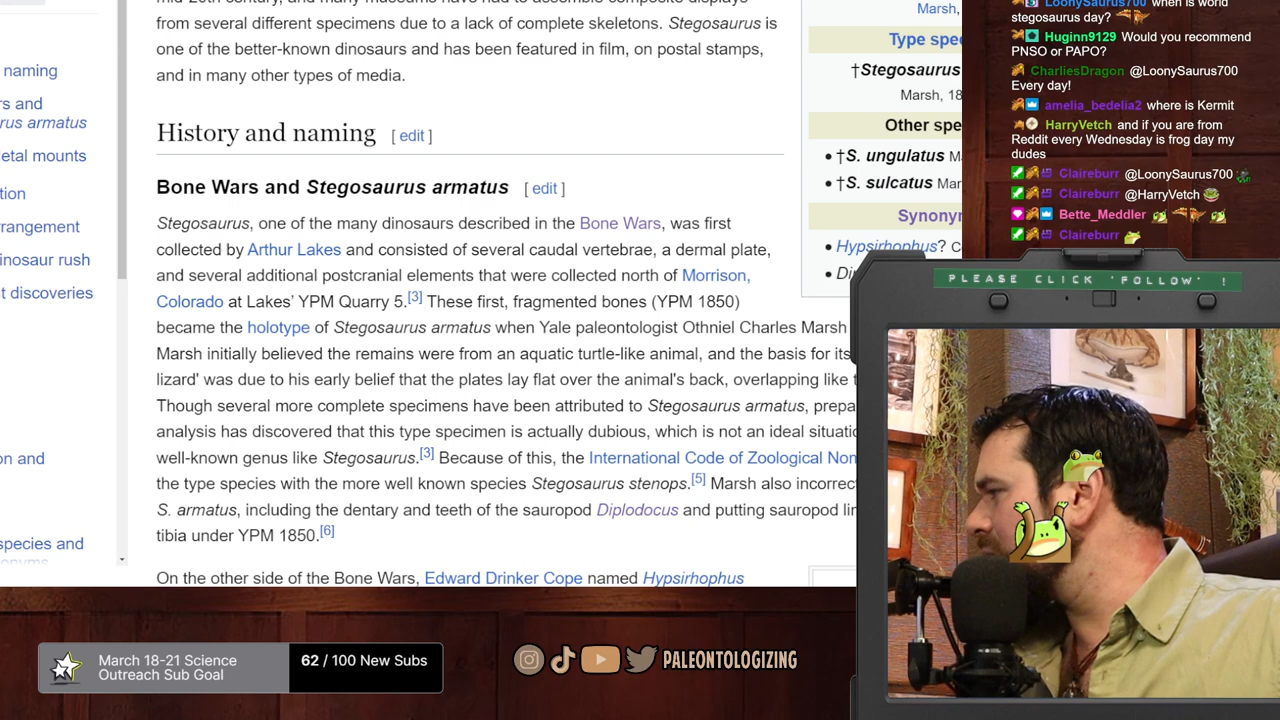 mid-20th century, and many museums have had to assemble composite displays
from several different specimens due to a lack of complete skeletons. Stegosaurus is
one of the better-known dinosaurs and has been featured in film, on postal stamps,
and in many other types of media.
naming
rs and
rus armatus
etal mounts
tion
rrangement
inosaur rush
t discoveries
on and
species and
History and naming [ edit ]
Bone Wars and Stegosaurus armatus [ edit ]
Stegosaurus, one of the many dinosaurs described in the Bone Wars, was first
collected by Arthur Lakes and consisted of several caudal vertebrae, a dermal plate,
and several additional postcranial elements that were collected north of Morrison,
Colorado at Lakes' YPM Quarry 5.[3] These first, fragmented bones (YPM 1850)
became the holotype of Stegosaurus armatus when Yale paleontologist Othniel Charles Marsh
Marsh initially believed the remains were from an aquatic turtle-like animal, and the basis for its
lizard' was due to his early belief that the plates lay flat over the animal's back, overlapping like t
Though several more complete specimens have been attributed to Stegosaurus armatus, prepa
analysis has discovered that this type specimen is actually dubious, which is not an ideal situatio
well-known genus like Stegosaurus.[3] Because of this, the International Code of Zoological Nom
the type species with the more well known species Stegosaurus stenops.[5] Marsh also incorrect
S. armatus, including the dentary and teeth of the sauropod Diplodocus and putting sauropod lim
tibia under YPM 1850.[6]
On the other side of the Bone Wars, Edward Drinker Cope named Hypsirhophus
Marsh,
Type spe
†Stegosaurus
Marsh, 18
Other spe
• †S. ungulatus Ma
• †S. sulcatus Mar
Synonyn
• Hypsirhophus? C
• Di
LoonySaurus700 when is world
stegosaurus day?
Huginn9129 Would you recommend
PNSO or PAPO?
CharliesDragon @LoonySaurus700
Every day!
amelia_bedelia2 where is Kermit
HarryVetch and if you are from
Reddit every Wednesday is frog day my
dudes
Claireburr @LoonySaurus700
Claireburr @HarryVetch
Bette_Meddler
Claireburr
PLEASE CLICK 'FOLLOW' !
March 18-21 Science
Outreach Sub Goal
62 / 100 New Subs
PALEONTOLOGIZING